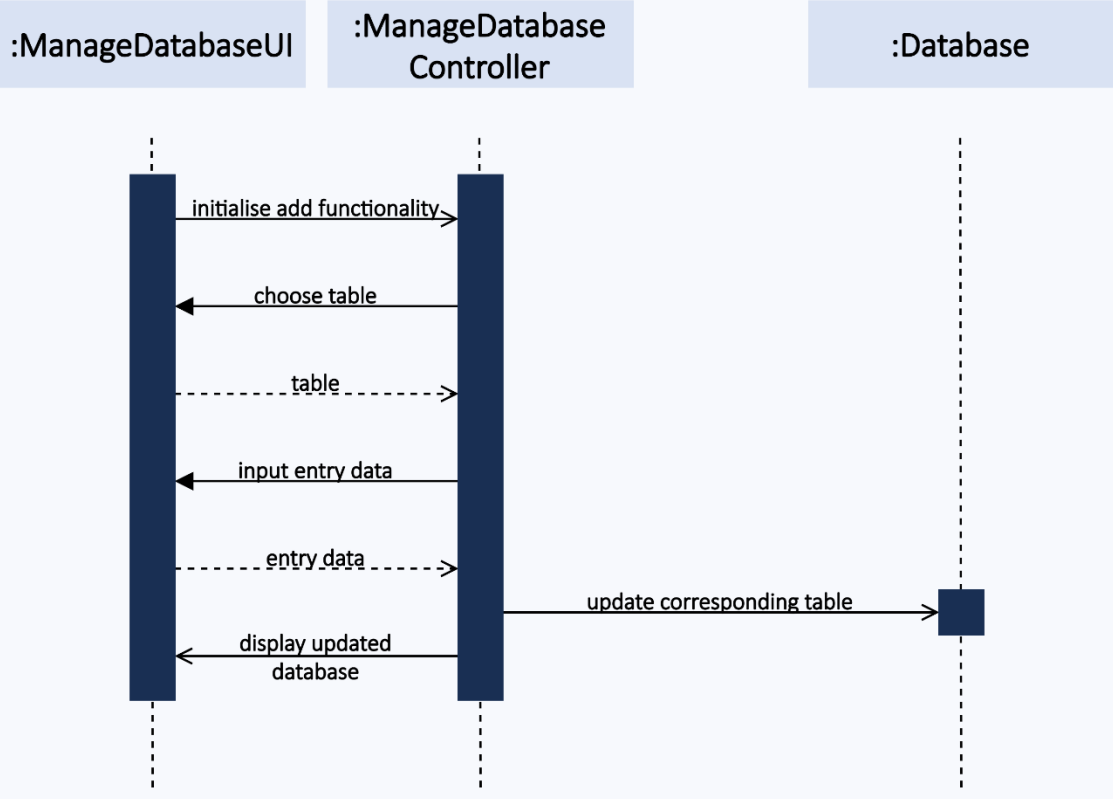 :ManageDatabaseUI
:ManageDatabase
Controller
:Database
initialise add functionality
choose table
table
input entry data
entry data
update corresponding table
display updated
database